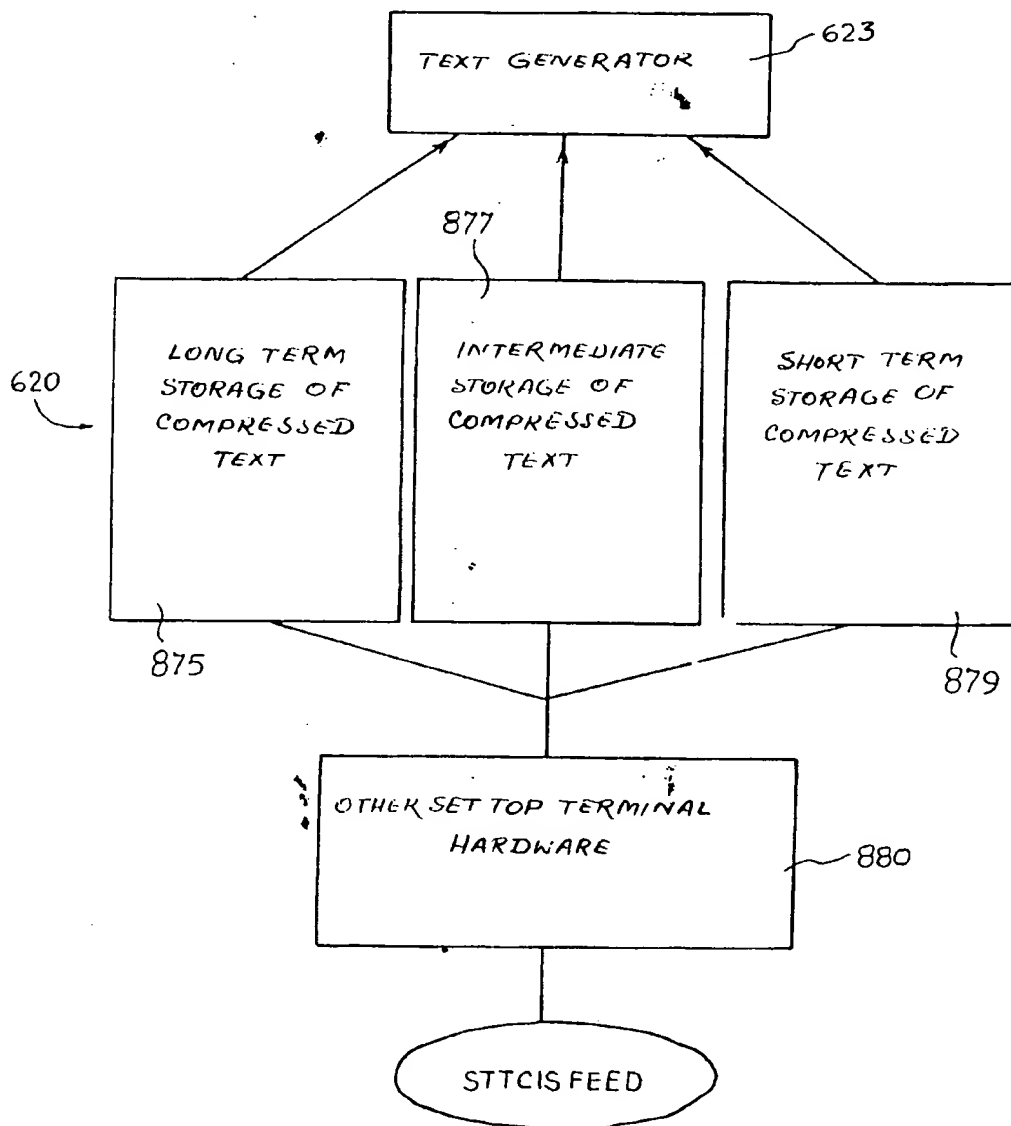 623
TEXT GENERATOR
877
620
LONG TERM
STORAGE OF
COMPRESSED
TEXT
INTERMEDIATE
STORAGE OF
COMPRESSED
TEXT
SHORT TERM
STORAGE OF
COMPRESSED
TEXT
875
879
OTHER SET TOP TERMINAL
HARDWARE
880
STTCIS FEED